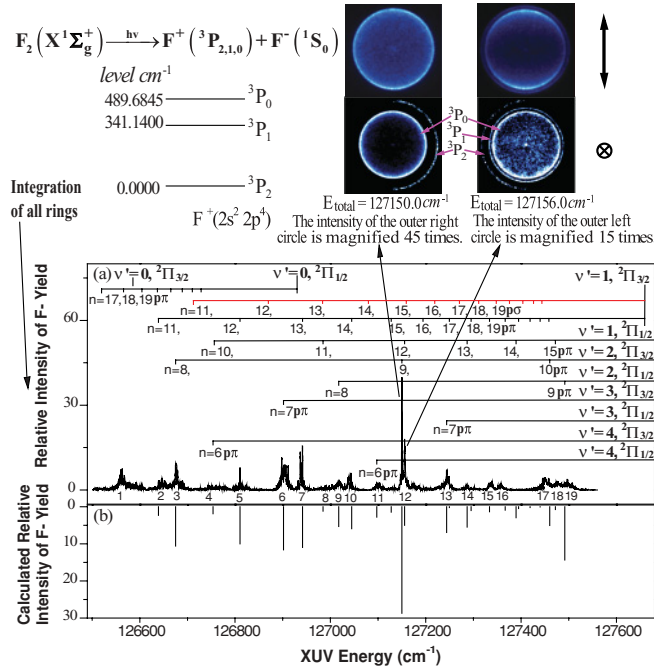 F₂(X¹Σg⁺) —hν→ F⁺(³P₂,₁,₀) + F⁻(¹S₀)
level cm⁻¹
489.6845 ³P₀
341.1400 ³P₁
0.0000 ³P₂
F⁺(2s² 2p⁴)
³P₀
³P₁
³P₂
Integration
of all rings
E_total = 127150.0cm⁻¹
The intensity of the outer right
circle is magnified 45 times.
E_total = 127156.0cm⁻¹
The intensity of the outer left
circle is magnified 15 times
(a) ν'=0, ²Π₃/₂ ν'=0, ²Π₁/₂ ν'=1, ²Π₃/₂
n=17,18,19pπ
n=11, 12, 13, 14, 15, 16, 17, 18, 19pσ
n=11, 12, 13, 14, 15, 16, 17, 18, 19pπ
ν'=1, ²Π₁/₂
n=10, 11, 12, 13, 14, 15pπ
ν'=2, ²Π₃/₂
n=8, 9, 10pπ
ν'=2, ²Π₁/₂
n=8 9pπ
ν'=3, ²Π₃/₂
n=7pπ
ν'=3, ²Π₁/₂
n=7pπ
ν'=4, ²Π₃/₂
n=6pπ
ν'=4, ²Π₁/₂
n=6pπ
Relative Intensity of F- Yield
60
30
0
1 2 3 4 5 6 7 8 9 10 11 12 13 14 15 16 17 18 19
(b)
Calculated Relative
Intensity of F- Yield
0
10
20
30
126600 126800 127000 127200 127400 127600
XUV Energy (cm⁻¹)